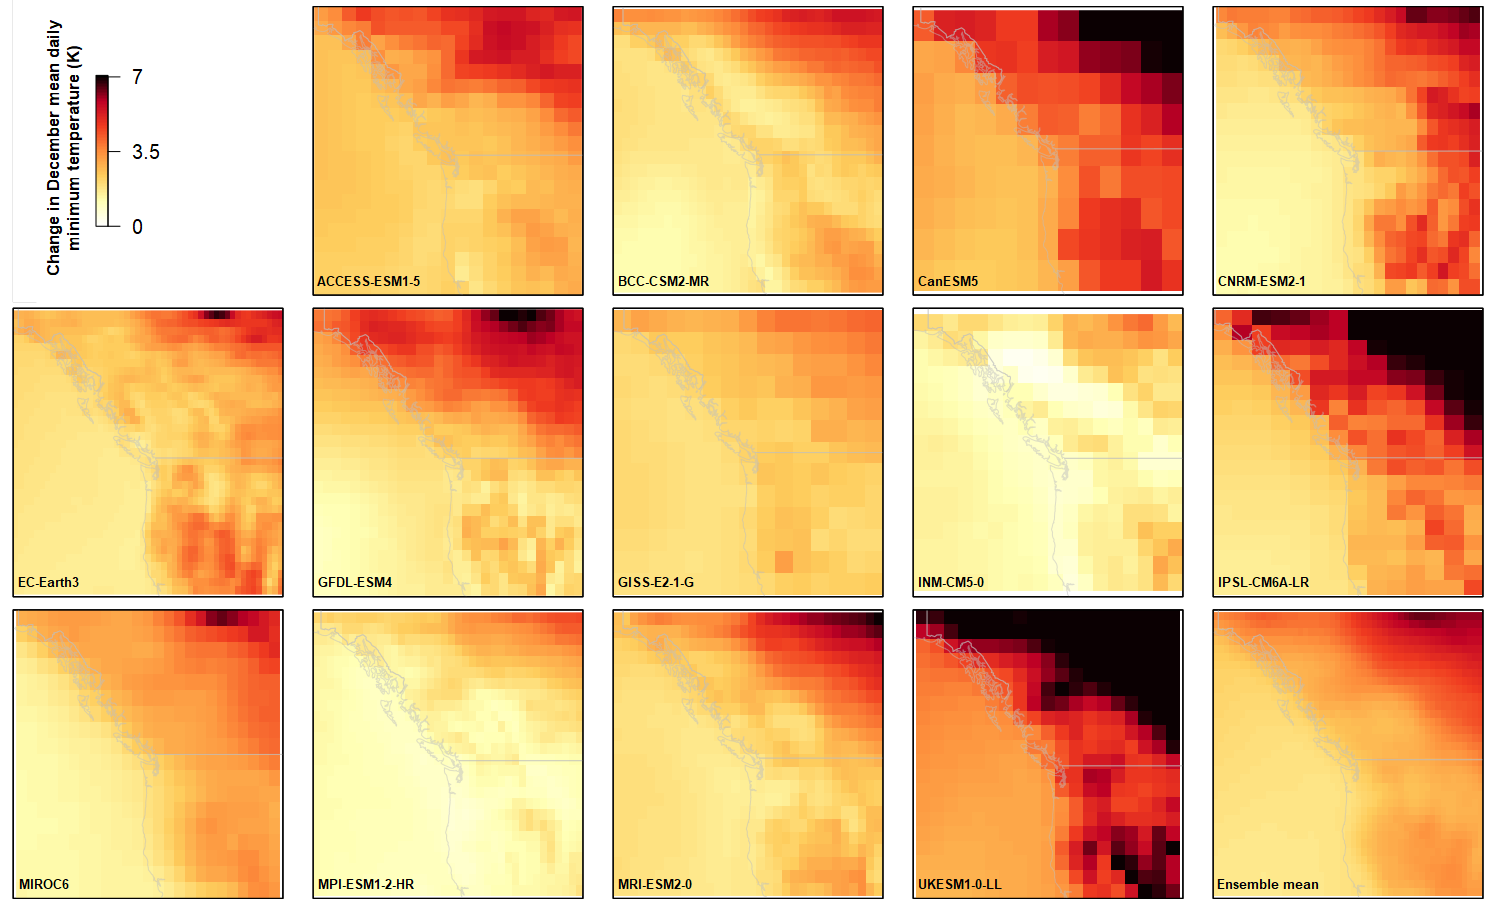 Change in December mean daily
minimum temperature (K)
7
3.5
0
ACCESS-ESM1-5
BCC-CSM2-MR
CanESM5
CNRM-ESM2-1
EC-Earth3
GFDL-ESM4
GISS-E2-1-G
INM-CM5-0
IPSL-CM6A-LR
MIROC6
MPI-ESM1-2-HR
MRI-ESM2-0
UKESM1-0-LL
Ensemble mean